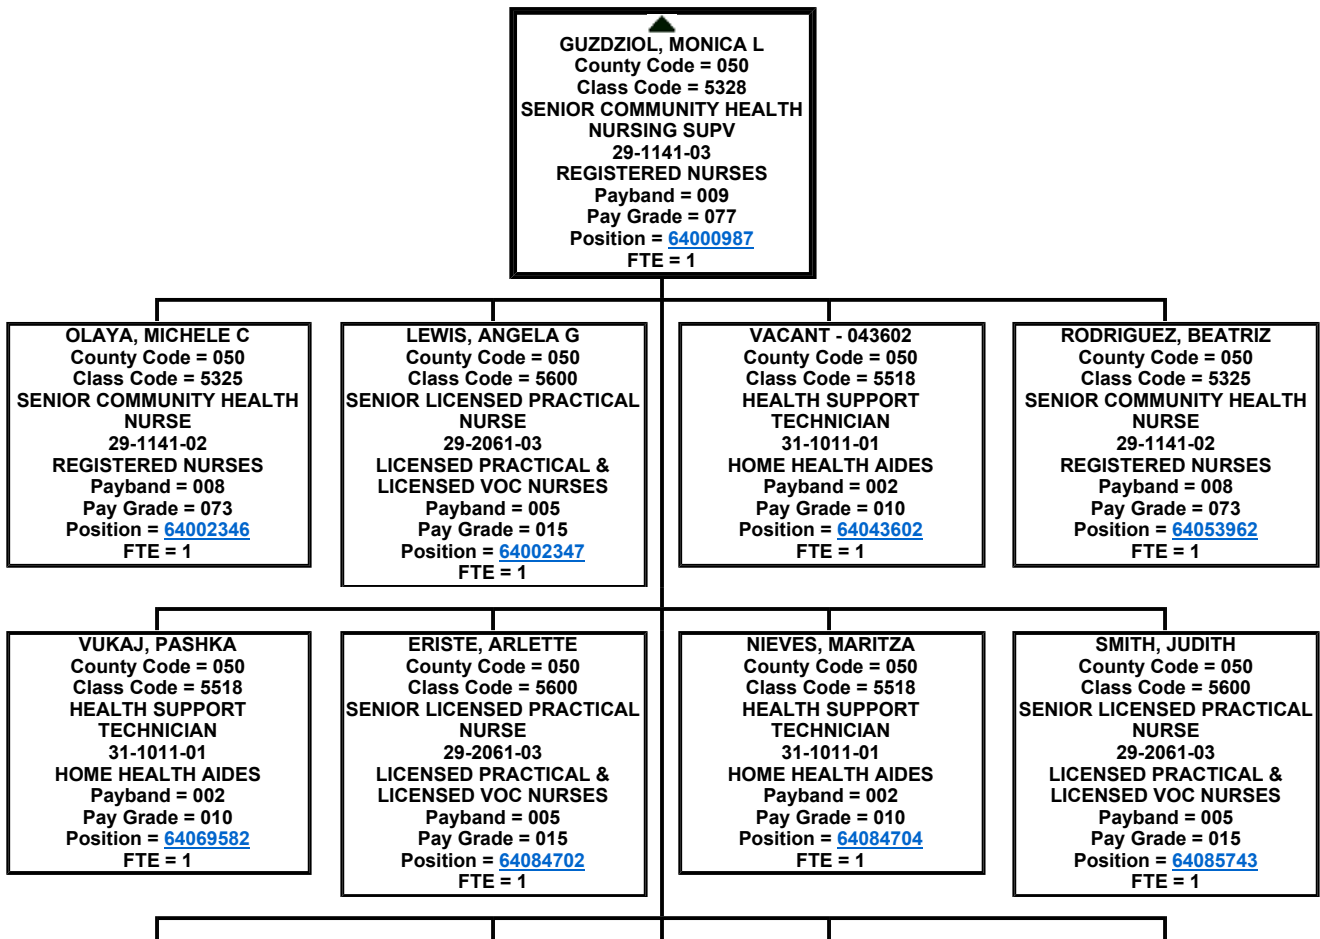 GUZDZIOL, MONICA L
County Code = 050
Class Code = 5328
SENIOR COMMUNITY HEALTH
NURSING SUPV
29-1141-03
REGISTERED NURSES
Payband = 009
Pay Grade = 077
Position = 64000987
FTE = 1
OLAYA, MICHELE C
County Code = 050
Class Code = 5325
SENIOR COMMUNITY HEALTH
NURSE
29-1141-02
REGISTERED NURSES
Payband = 008
Pay Grade = 073
Position = 64002346
FTE = 1
LEWIS, ANGELA G
County Code = 050
Class Code = 5600
SENIOR LICENSED PRACTICAL
NURSE
29-2061-03
LICENSED PRACTICAL &
LICENSED VOC NURSES
Payband = 005
Pay Grade = 015
Position = 64002347
FTE = 1
VACANT - 043602
County Code = 050
Class Code = 5518
HEALTH SUPPORT
TECHNICIAN
31-1011-01
HOME HEALTH AIDES
Payband = 002
Pay Grade = 010
Position = 64043602
FTE = 1
RODRIGUEZ, BEATRIZ
County Code = 050
Class Code = 5325
SENIOR COMMUNITY HEALTH
NURSE
29-1141-02
REGISTERED NURSES
Payband = 008
Pay Grade = 073
Position = 64053962
FTE = 1
VUKAJ, PASHKA
County Code = 050
Class Code = 5518
HEALTH SUPPORT
TECHNICIAN
31-1011-01
HOME HEALTH AIDES
Payband = 002
Pay Grade = 010
Position = 64069582
FTE = 1
ERISTE, ARLETTE
County Code = 050
Class Code = 5600
SENIOR LICENSED PRACTICAL
NURSE
29-2061-03
LICENSED PRACTICAL &
LICENSED VOC NURSES
Payband = 005
Pay Grade = 015
Position = 64084702
FTE = 1
NIEVES, MARITZA
County Code = 050
Class Code = 5518
HEALTH SUPPORT
TECHNICIAN
31-1011-01
HOME HEALTH AIDES
Payband = 002
Pay Grade = 010
Position = 64084704
FTE = 1
SMITH, JUDITH
County Code = 050
Class Code = 5600
SENIOR LICENSED PRACTICAL
NURSE
29-2061-03
LICENSED PRACTICAL &
LICENSED VOC NURSES
Payband = 005
Pay Grade = 015
Position = 64085743
FTE = 1